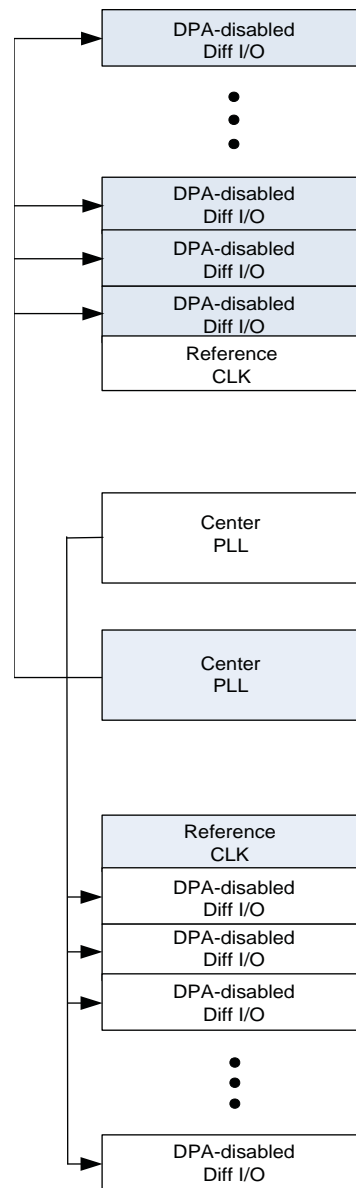 DPA-disabled
Diff I/O
DPA-disabled
Diff I/O
DPA-disabled
Diff I/O
DPA-disabled
Diff I/O
Reference
CLK
Center
PLL
Center
PLL
Reference
CLK
DPA-disabled
Diff I/O
DPA-disabled
Diff I/O
DPA-disabled
Diff I/O
DPA-disabled
Diff I/O